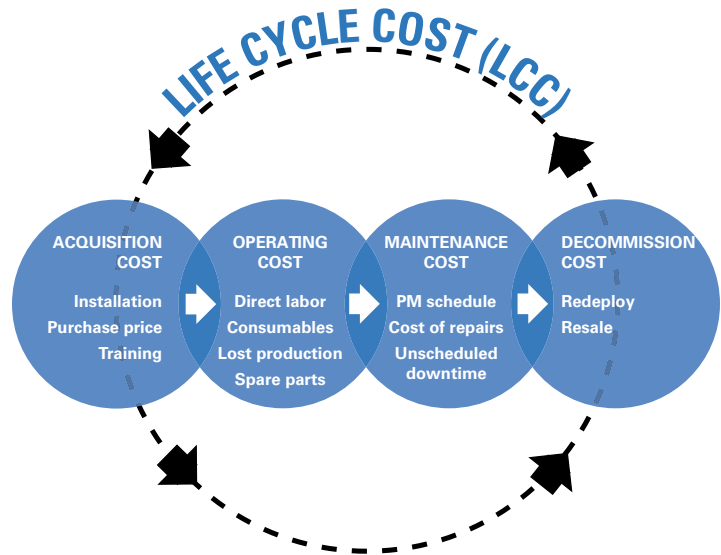 LIFE CYCLE COST (LCC)
ACQUISITION
COST
Installation
Purchase price
Training
OPERATING
COST
Direct labor
Consumables
Lost production
Spare parts
MAINTENANCE
COST
PM schedule
Cost of repairs
Unscheduled
downtime
DECOMMISSION
COST
Redeploy
Resale